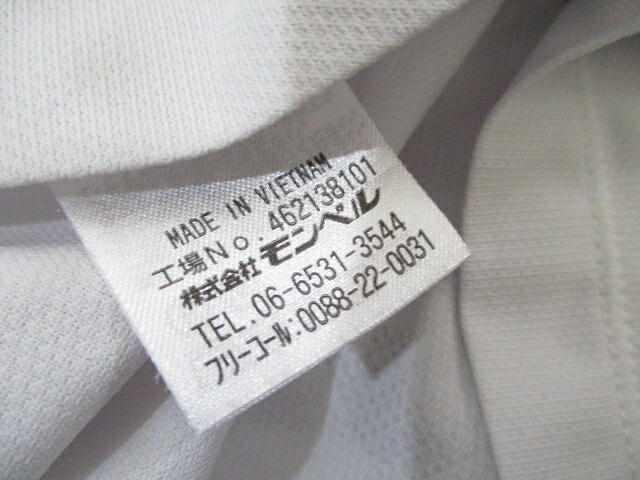 MADE IN VIETNAM
工場No. 462138101
株式会社 モンベル
TEL. 06-6531-3544
フリーコール:0088-22-0031